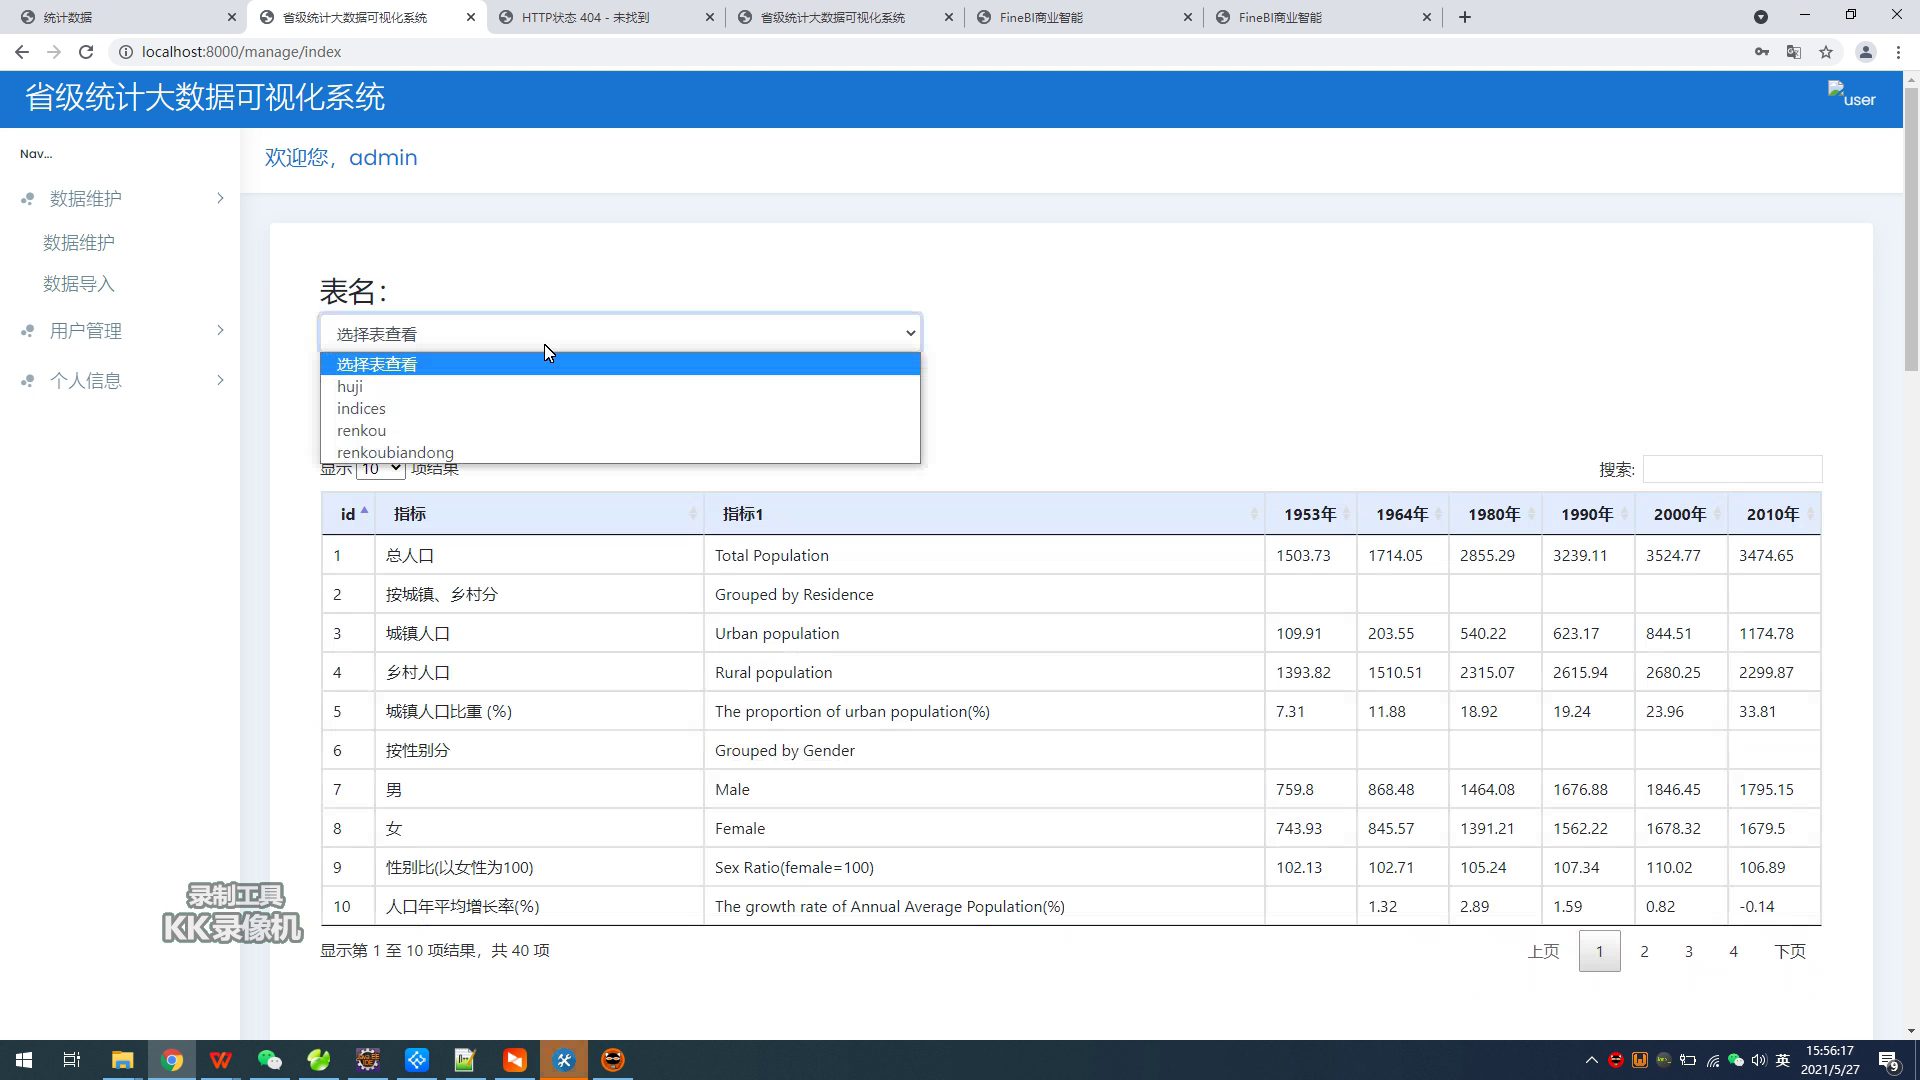 统计数据
省级统计大数据可视化系统
HTTP状态 404 - 未找到
省级统计大数据可视化系统
FineBI商业智能
FineBI商业智能
localhost:8000/manage/index
省级统计大数据可视化系统
user
Nav...
欢迎您，admin
数据维护
数据维护
数据导入
用户管理
个人信息
表名：
选择表查看
选择表查看
huji
indices
renkou
renkoubiandong
显示 10 项结果
搜索:
id 指标 指标1 1953年 1964年 1980年 1990年 2000年 2010年
1 总人口 Total Population 1503.73 1714.05 2855.29 3239.11 3524.77 3474.65
2 按城镇、乡村分 Grouped by Residence
3 城镇人口 Urban population 109.91 203.55 540.22 623.17 844.51 1174.78
4 乡村人口 Rural population 1393.82 1510.51 2315.07 2615.94 2680.25 2299.87
5 城镇人口比重 (%) The proportion of urban population(%) 7.31 11.88 18.92 19.24 23.96 33.81
6 按性别分 Grouped by Gender
7 男 Male 759.8 868.48 1464.08 1676.88 1846.45 1795.15
8 女 Female 743.93 845.57 1391.21 1562.22 1678.32 1679.5
9 性别比(以女性为100) Sex Ratio(female=100) 102.13 102.71 105.24 107.34 110.02 106.89
10 人口年平均增长率(%) The growth rate of Annual Average Population(%) 1.32 2.89 1.59 0.82 -0.14
显示第 1 至 10 项结果，共 40 项
上页 1 2 3 4 下页
录制工具
KK录像机
英
15:56:17
2021/5/27
9